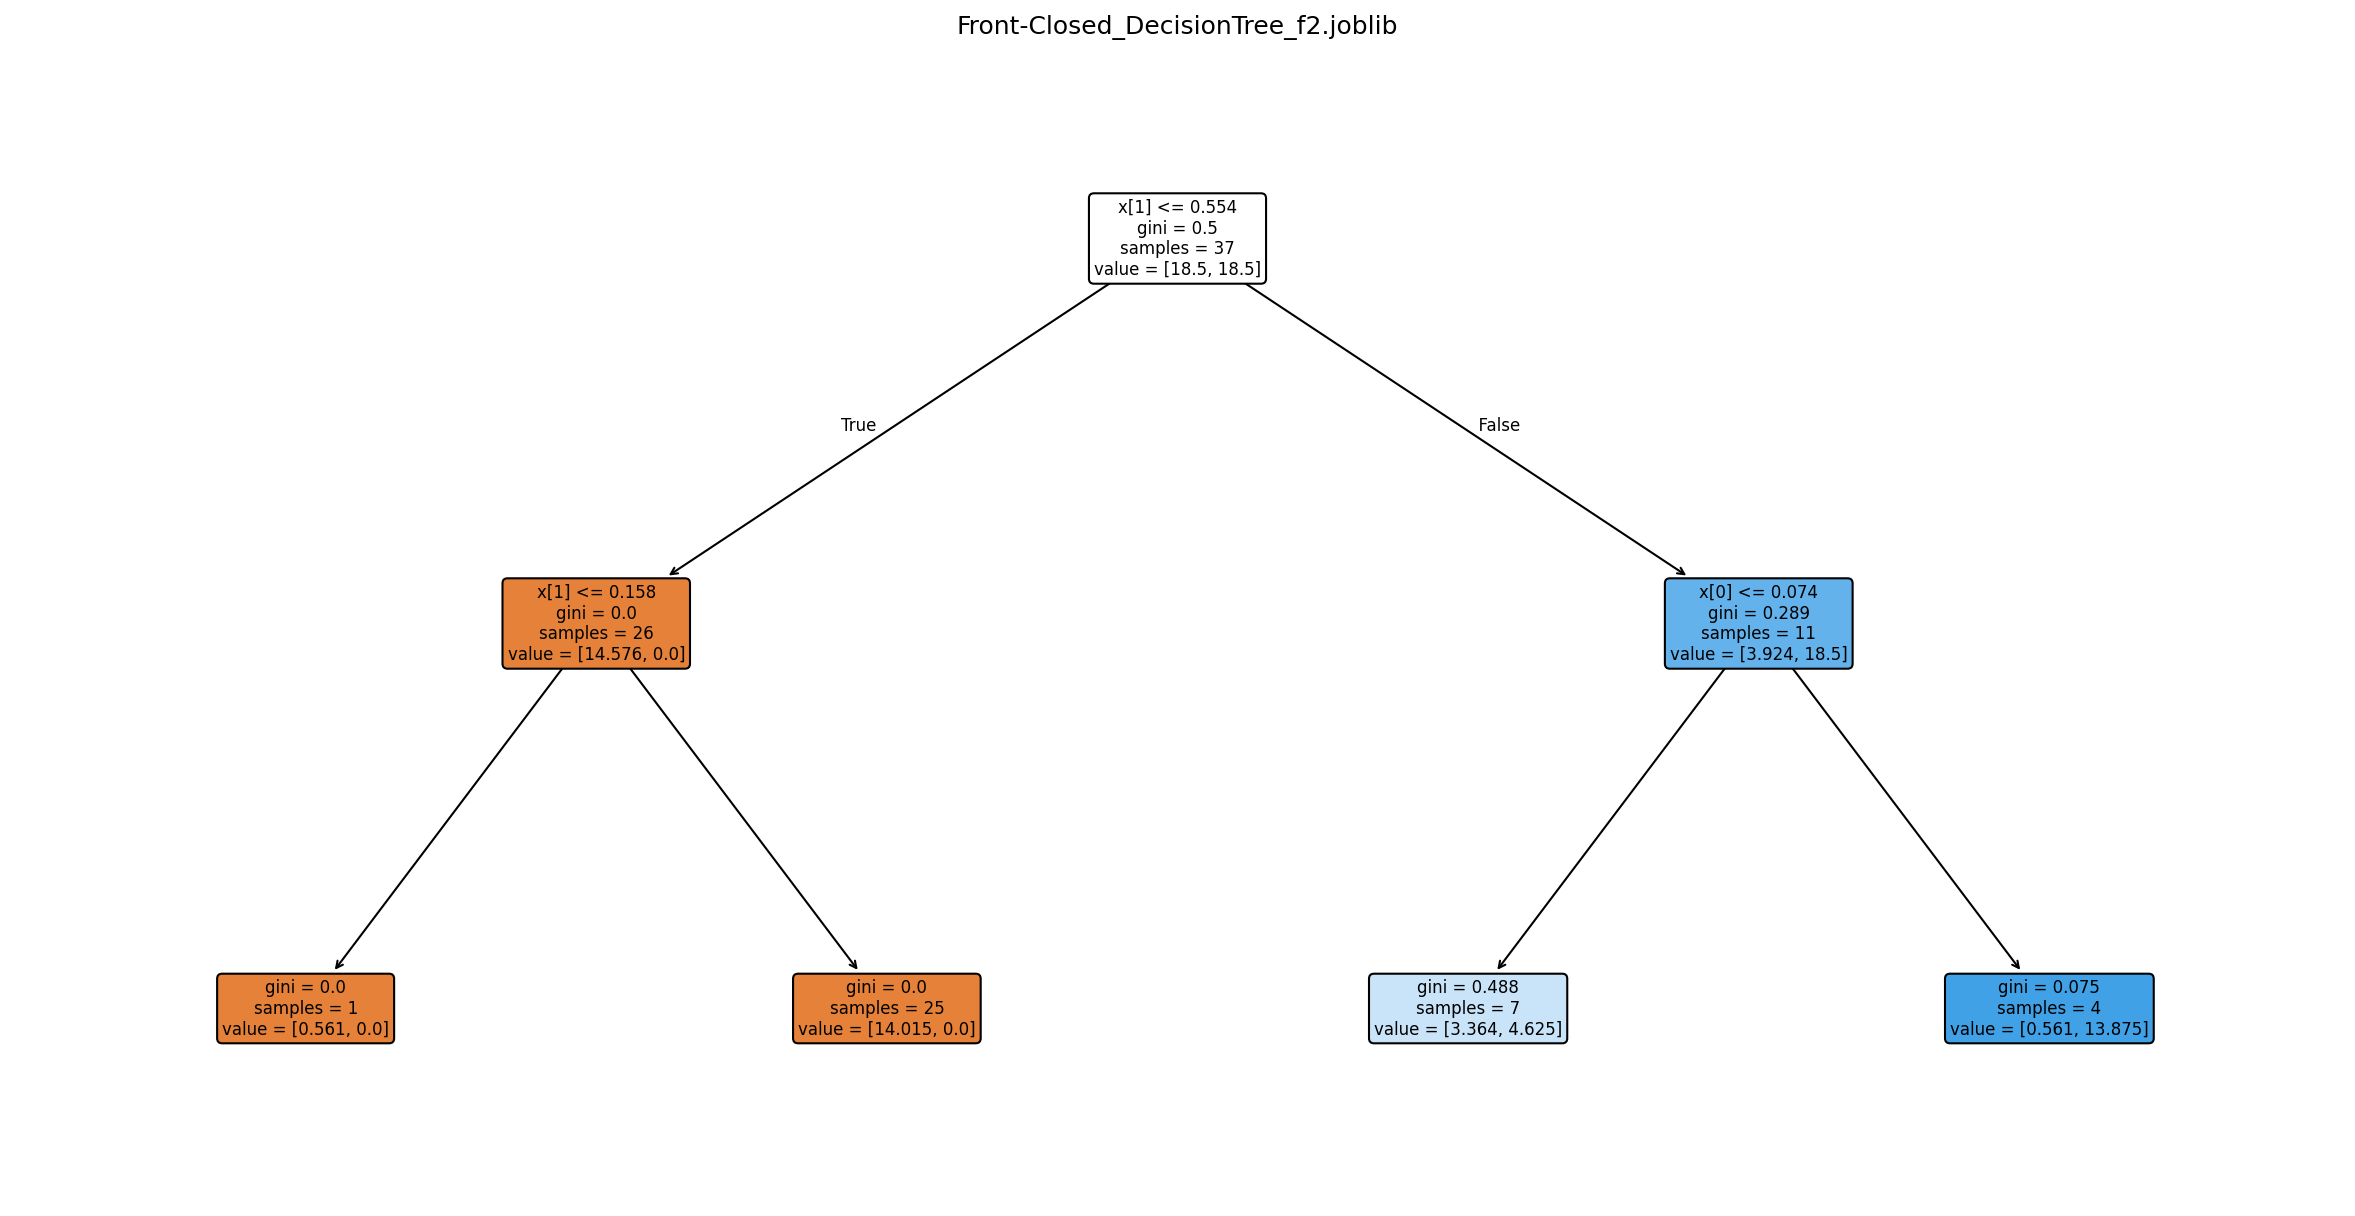 Front-Closed_DecisionTree_f2.joblib
x[1] <= 0.554
gini = 0.5
samples = 37
value = [18.5, 18.5]
True
False
x[1] <= 0.158
gini = 0.0
samples = 26
value = [14.576, 0.0]
x[0] <= 0.074
gini = 0.289
samples = 11
value = [3.924, 18.5]
gini = 0.0
samples = 1
value = [0.561, 0.0]
gini = 0.0
samples = 25
value = [14.015, 0.0]
gini = 0.488
samples = 7
value = [3.364, 4.625]
gini = 0.075
samples = 4
value = [0.561, 13.875]